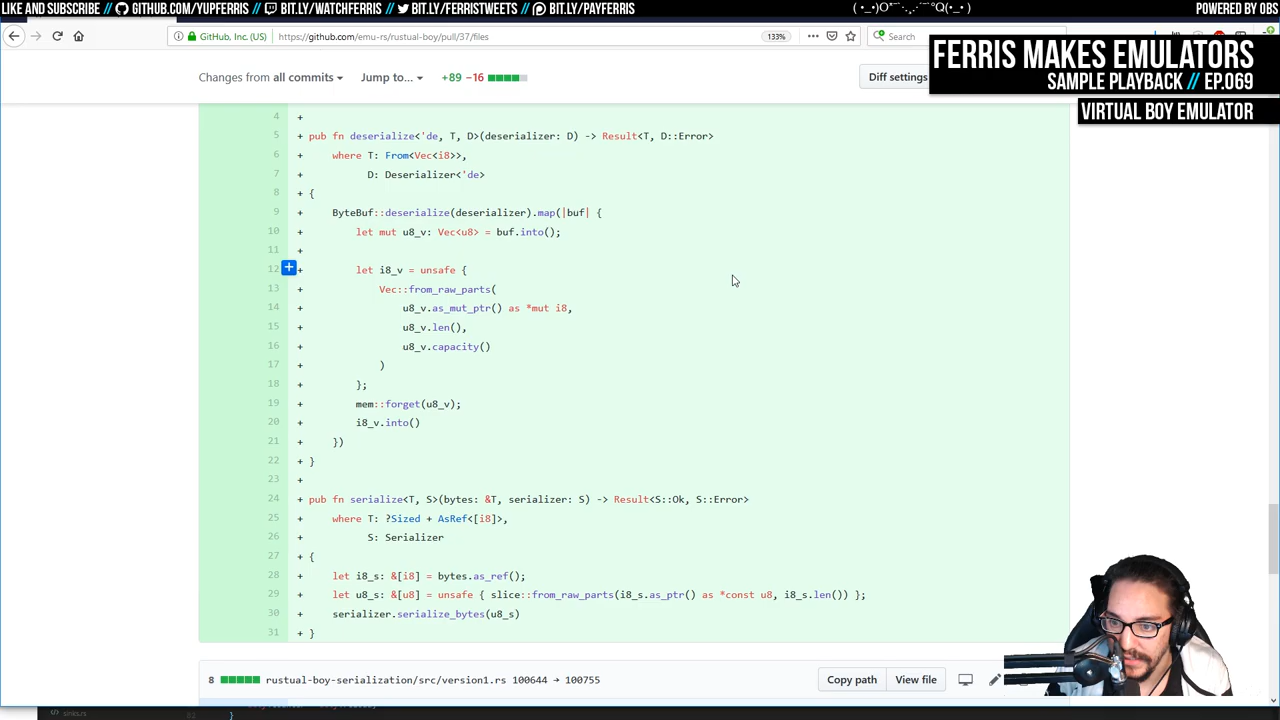 LIKE AND SUBSCRIBE // GITHUB.COM/YUPFERRIS // BIT.LY/WATCHFERRIS // BIT.LY/FERRISTWEETS // BIT.LY/PAYFERRIS
POWERED BY OBS
GitHub, Inc. (US) https://github.com/emu-rs/rustual-boy/pull/37/files 133% Search
FERRIS MAKES EMULATORS
SAMPLE PLAYBACK // EP.069
VIRTUAL BOY EMULATOR
Changes from all commits Jump to... +89 −16 Diff settings
4 +
5 + pub fn deserialize<'de, T, D>(deserializer: D) -> Result<T, D::Error>
6 + where T: From<Vec<i8>>,
7 + D: Deserializer<'de>
8 + {
9 + ByteBuf::deserialize(deserializer).map(|buf| {
10 + let mut u8_v: Vec<u8> = buf.into();
11 +
12 + let i8_v = unsafe {
13 + Vec::from_raw_parts(
14 + u8_v.as_mut_ptr() as *mut i8,
15 + u8_v.len(),
16 + u8_v.capacity()
17 + )
18 + };
19 + mem::forget(u8_v);
20 + i8_v.into()
21 + })
22 + }
23 +
24 + pub fn serialize<T, S>(bytes: &T, serializer: S) -> Result<S::Ok, S::Error>
25 + where T: ?Sized + AsRef<[i8]>,
26 + S: Serializer
27 + {
28 + let i8_s: &[i8] = bytes.as_ref();
29 + let u8_s: &[u8] = unsafe { slice::from_raw_parts(i8_s.as_ptr() as *const u8, i8_s.len()) };
30 + serializer.serialize_bytes(u8_s)
31 + }
8 rustual-boy-serialization/src/version1.rs 100644 → 100755 Copy path View file